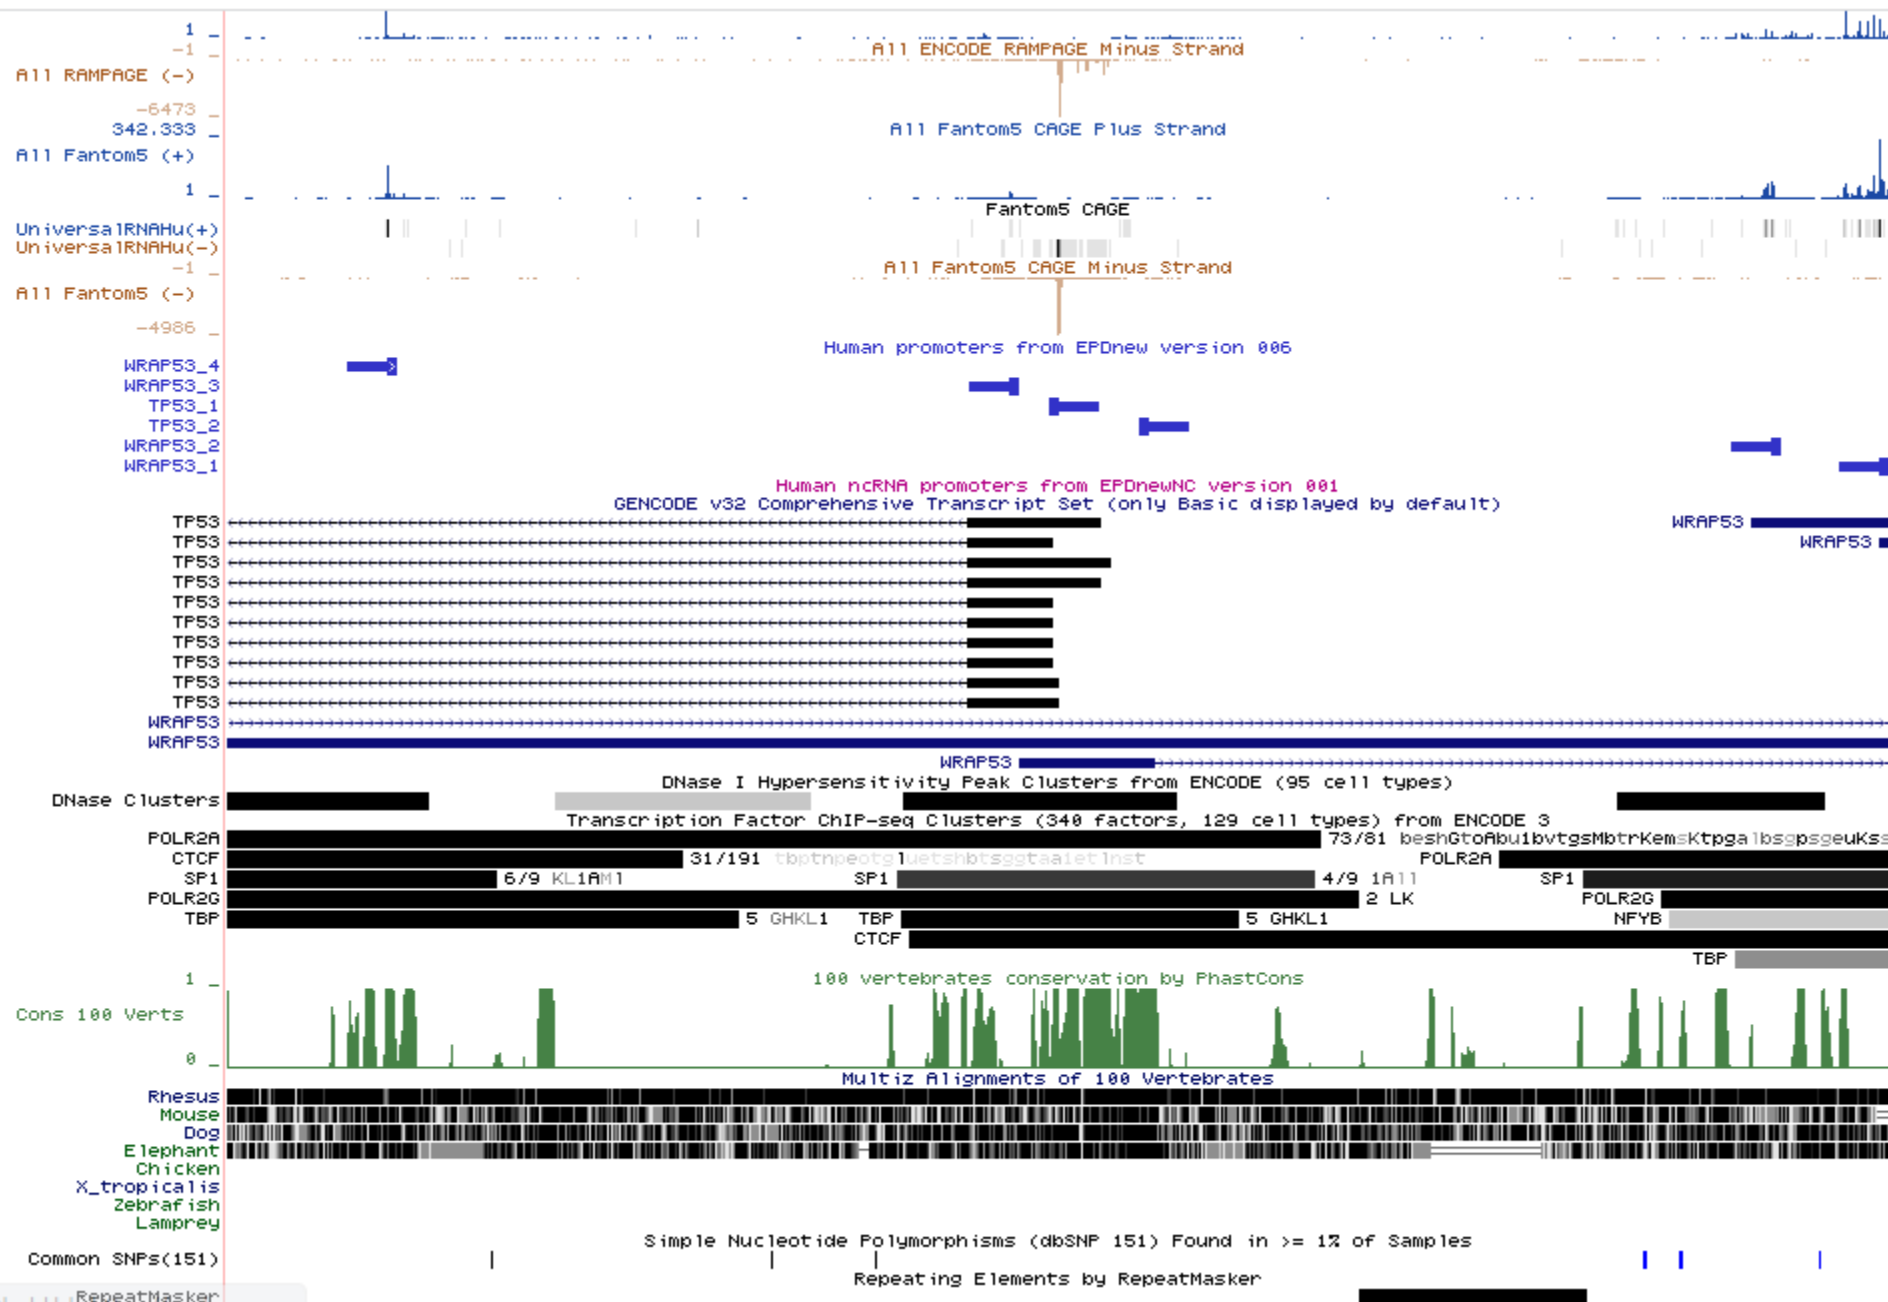 1
All ENCODE RAMPAGE Minus Strand
-1
All RAMPAGE (-)
-6473
342.333
All Fantom5 CAGE Plus Strand
All Fantom5 (+)
1
Fantom5 CAGE
UniversalRNAHu(+)
UniversalRNAHu(-)
-1
All Fantom5 CAGE Minus Strand
All Fantom5 (-)
-4986
Human promoters from EPDnew version 006
WRAP53_4
WRAP53_3
TP53_1
TP53_2
WRAP53_2
WRAP53_1
Human ncRNA promoters from EPDnewNC version 001
GENCODE v32 Comprehensive Transcript Set (only Basic displayed by default)
TP53 WRAP53
TP53 WRAP53
TP53
TP53
TP53
TP53
TP53
TP53
TP53
TP53
WRAP53
WRAP53
WRAP53
DNase I Hypersensitivity Peak Clusters from ENCODE (95 cell types)
DNase Clusters
Transcription Factor ChIP-seq Clusters (340 factors, 129 cell types) from ENCODE 3
POLR2A 73/81
CTCF 31/191 POLR2A
SP1 6/9 KL1AM1 SP1 4/9 1A11 SP1
POLR2G 2 LK POLR2G
TBP 5 GHKL1 TBP 5 GHKL1 NFYB
CTCF
TBP
100 vertebrates conservation by PhastCons
1
Cons 100 Verts
0
Multiz Alignments of 100 Vertebrates
Rhesus
Mouse
Dog
Elephant
Chicken
X_tropicalis
Zebrafish
Lamprey
Simple Nucleotide Polymorphisms (dbSNP 151) Found in >= 1% of Samples
Common SNPs(151)
Repeating Elements by RepeatMasker
RepeatMasker